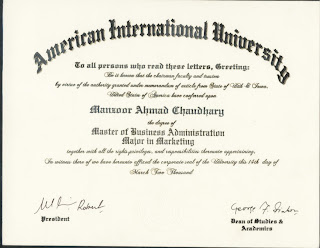 American International University
To all persons who read these letters, Greeting:
Be it known that the chairman faculty and trustees
by virtue of the authority granted under memorandum of article from State of
United States of America have conferred upon
Manzoor Ahmad Chaudhary
the degree of
Master of Business Administration
Major in Marketing
together with all the rights, privileges, and responsibilities thereunto appertaining.
In witness there of we have hereunto affixed the corporate seal of the University this 14th day of
March Two Thousand
President
Dean of Studies &
Academics